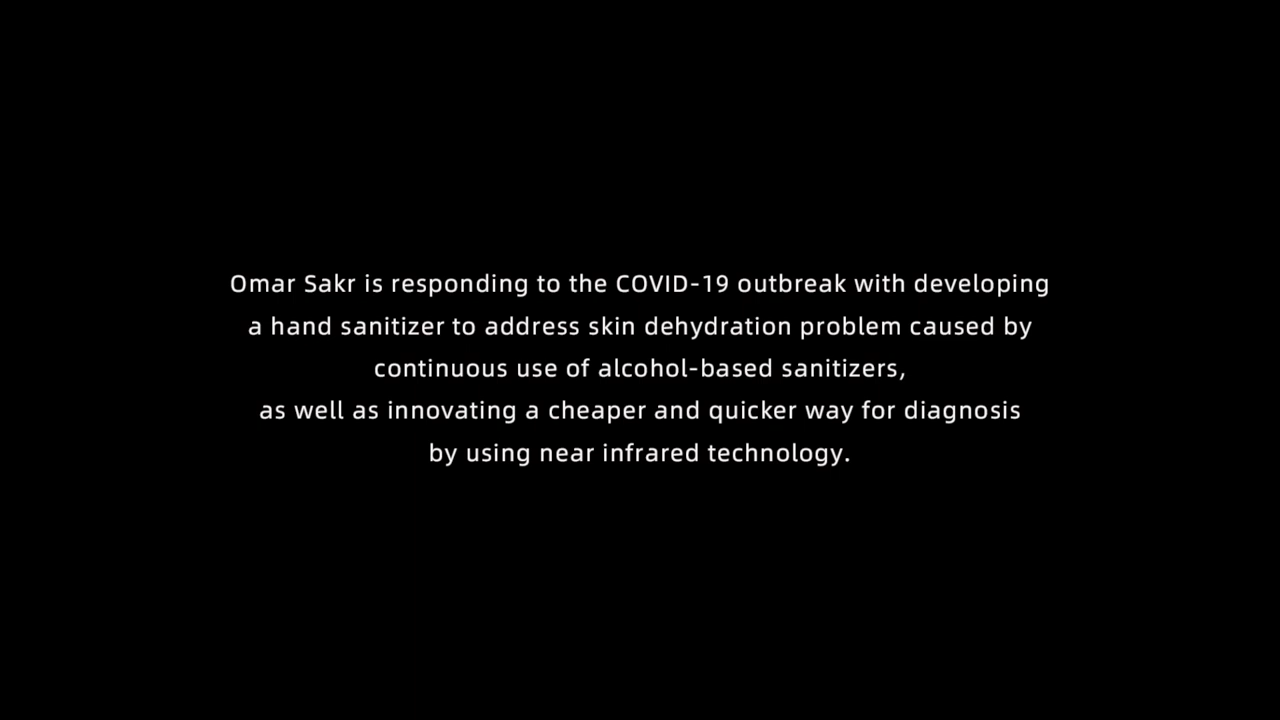 Omar Sakr is responding to the COVID-19 outbreak with developing
a hand sanitizer to address skin dehydration problem caused by
continuous use of alcohol-based sanitizers,
as well as innovating a cheaper and quicker way for diagnosis
by using near infrared technology.